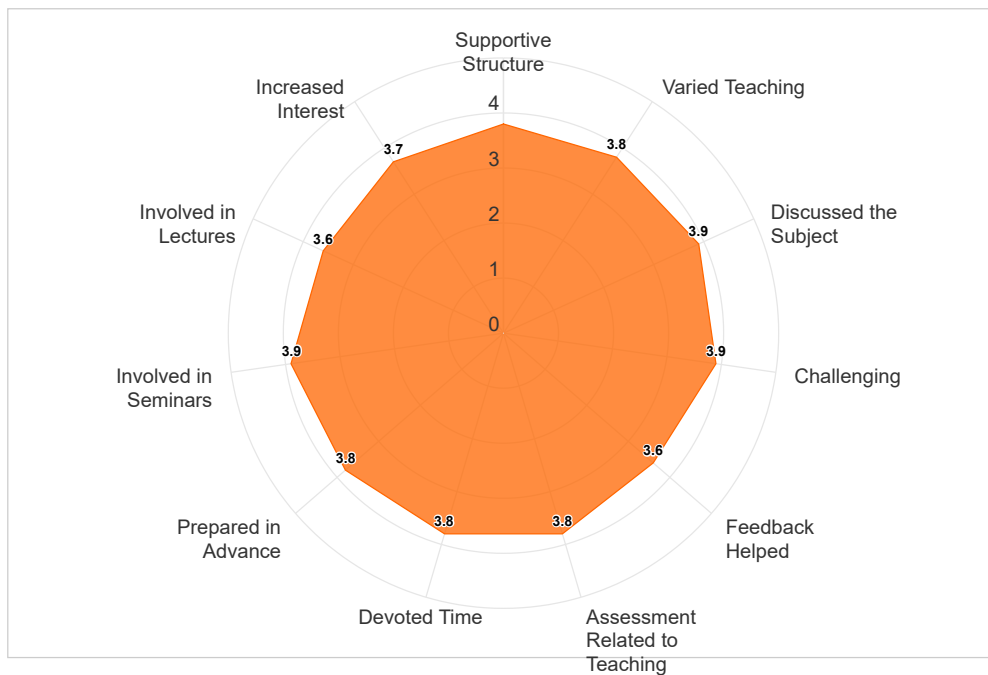 Supportive
Structure
Increased
Interest
Varied Teaching
4
3.7
3.8
3
Involved in
Lectures
Discussed the
Subject
2
3.6
3.9
1
0
3.9
3.9
Involved in
Seminars
Challenging
3.8
3.6
Prepared in
Advance
3.8
3.8
Feedback
Helped
Devoted Time
Assessment
Related to
Teaching